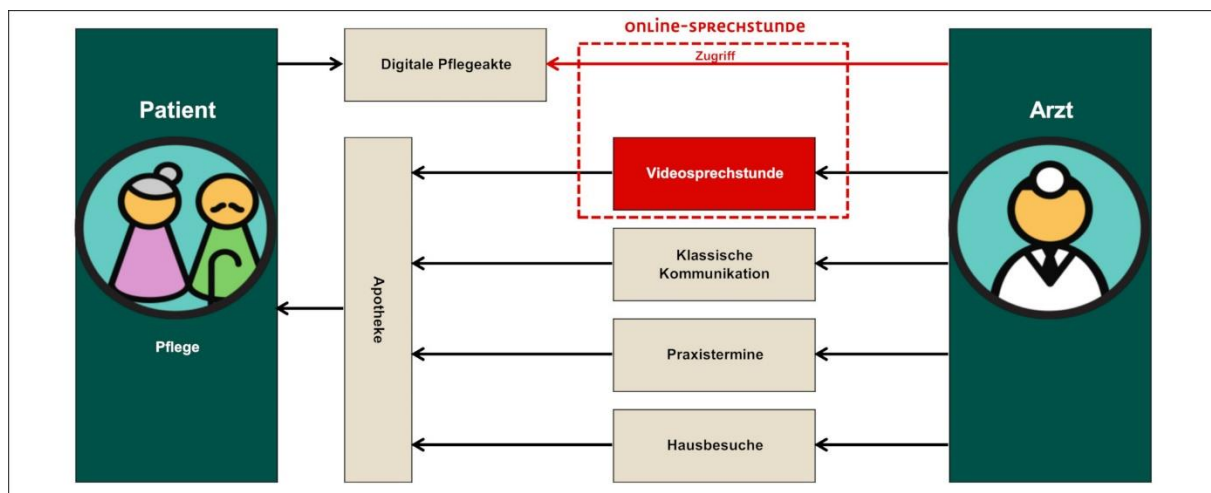 ONLINE-SPRECHSTUNDE
Zugriff
Digitale Pflegeakte
Patient
Arzt
Videosprechstunde
Klassische
Kommunikation
Apotheke
Pflege
Praxistermine
Hausbesuche